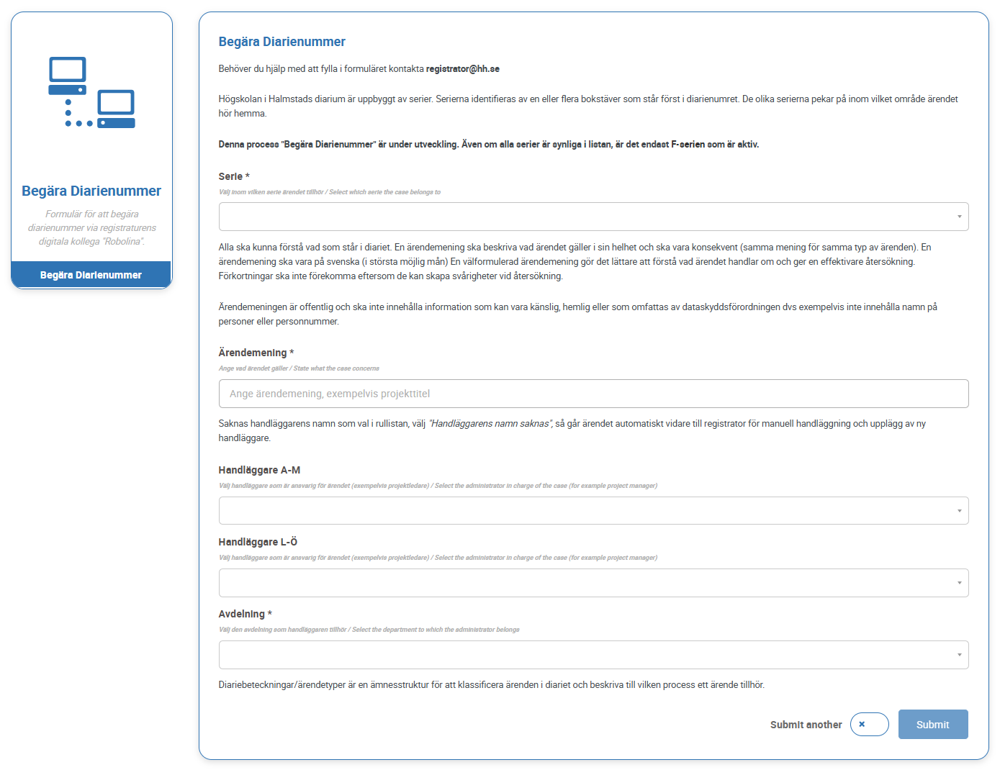 Begära Diarienummer
Formulär för att begära
diarienummer via registraturens
digitala kollega "Robolina".
Begära Diarienummer
Begära Diarienummer
Behöver du hjälp med att fylla i formuläret kontakta registrator@hh.se
Högskolan i Halmstads diarium är uppbyggt av serier. Serierna identifieras av en eller flera bokstäver som står först i diarienumret. De olika serierna pekar på inom vilket område ärendet
hör hemma.
Denna process "Begära Diarienummer" är under utveckling. Även om alla serier är synliga i listan, är det endast F-serien som är aktiv.
Serie *
Välj inom vilken serie ärendet tillhör / Select which serie the case belongs to
Alla ska kunna förstå vad som står i diariet. En ärendemening ska beskriva vad ärendet gäller i sin helhet och ska vara konsekvent (samma mening för samma typ av ärenden). En
ärendemening ska vara på svenska (i största möjlig mån) En välformulerad ärendemening gör det lättare att förstå vad ärendet handlar om och ger en effektivare återsökning.
Förkortningar ska inte förekomma eftersom de kan skapa svårigheter vid återsökning.
Ärendemeningen är offentlig och ska inte innehålla information som kan vara känslig, hemlig eller som omfattas av dataskyddsförordningen dvs exempelvis inte innehålla namn på
personer eller personnummer.
Ärendemening *
Ange vad ärendet gäller / State what the case concerns
Ange ärendemening, exempelvis projekttitel
Saknas handläggarens namn som val i rullistan, välj "Handläggarens namn saknas", så går ärendet automatiskt vidare till registrator för manuell handläggning och upplägg av ny
handläggare.
Handläggare A-M
Välj handläggare som är ansvarig för ärendet (exempelvis projektledare) / Select the administrator in charge of the case (for example project manager)
Handläggare L-Ö
Välj handläggare som är ansvarig för ärendet (exempelvis projektledare) / Select the administrator in charge of the case (for example project manager)
Avdelning *
Välj den avdelning som handläggaren tillhör / Select the department to which the administrator belongs
Diariebeteckningar/ärendetyper är en ämnesstruktur för att klassificera ärenden i diariet och beskriva till vilken process ett ärende tillhör.
Submit another
Submit